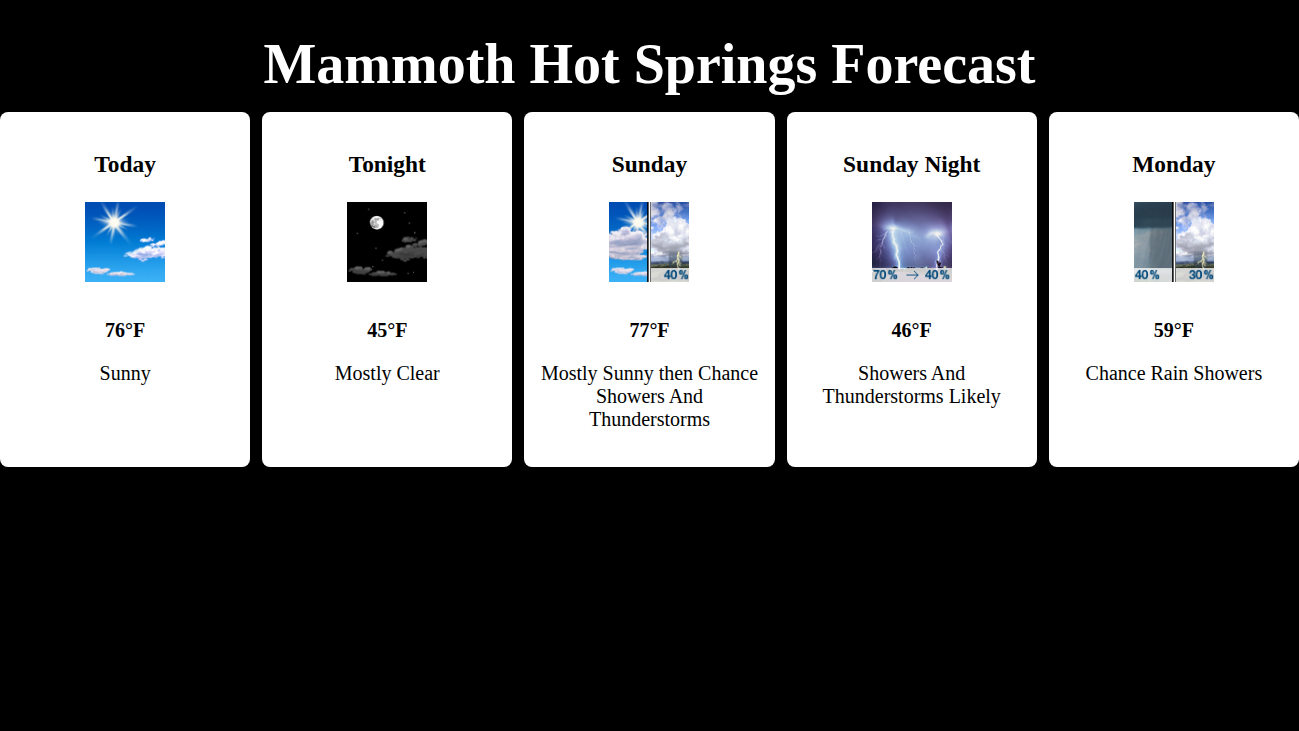 Mammoth Hot Springs Forecast
Today
76°F
Sunny
Tonight
45°F
Mostly Clear
Sunday
40%
77°F
Mostly Sunny then Chance
Showers And
Thunderstorms
Sunday Night
70% → 40%
46°F
Showers And
Thunderstorms Likely
Monday
40% 30%
59°F
Chance Rain Showers